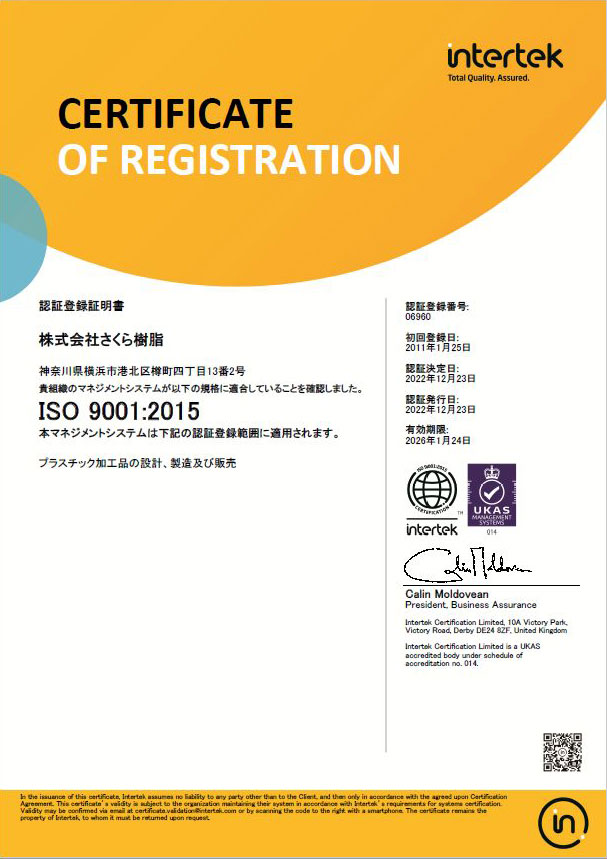 intertek
Total Quality. Assured.
CERTIFICATE
OF REGISTRATION
認証登録証明書
株式会社さくら樹脂
神奈川県横浜市港北区樽町四丁目13番2号
貴組織のマネジメントシステムが以下の規格に適合していることを確認しました。
ISO 9001:2015
本マネジメントシステムは下記の認証登録範囲に適用されます。
プラスチック加工品の設計、製造及び販売
認証登録番号:
06960
初回登録日:
2011年1月25日
認証決定日:
2022年12月23日
認証発行日:
2022年12月23日
有効期限:
2026年1月24日
ISO 9001:2015
CERTIFICATION
TM
intertek
UKAS
MANAGEMENT
SYSTEMS
014
Calin Moldovean
Calin Moldovean
President, Business Assurance
Intertek Certification Limited, 10A Victory Park,
Victory Road, Derby DE24 8ZF, United Kingdom
Intertek Certification Limited is a UKAS
accredited body under schedule of
accreditation no. 014.
In the issuance of this certificate, Intertek assumes no liability to any party other than to the Client, and then only in accordance with the agreed upon Certification
Agreement. This certificate's validity is subject to the organization maintaining their system in accordance with Intertek's requirements for systems certification.
Validity may be confirmed via email at certificate.validation@intertek.com or by scanning the code to the right with a smartphone. The certificate remains the
property of Intertek, to whom it must be returned upon request.
in